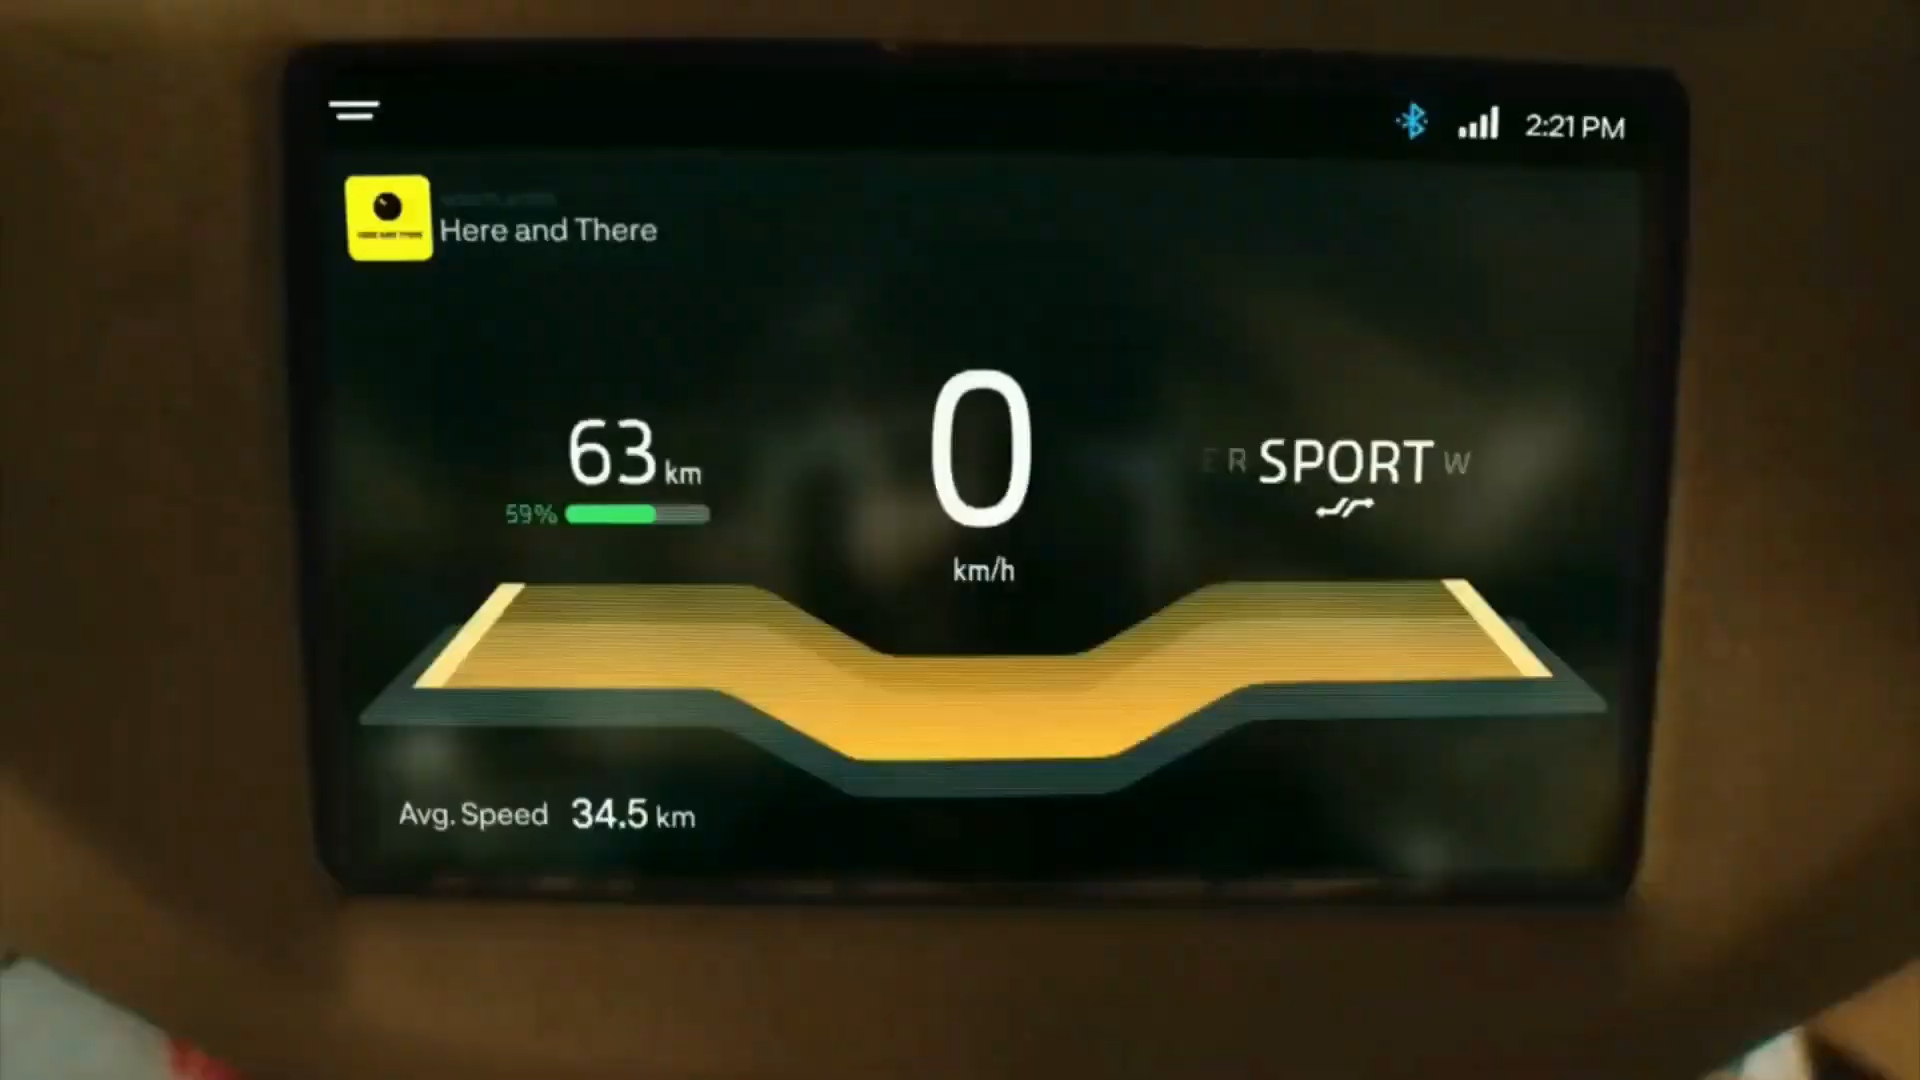 2:21 PM
Here and There
63 km
0
E R SPORT W
59%
km/h
Avg. Speed 34.5 km